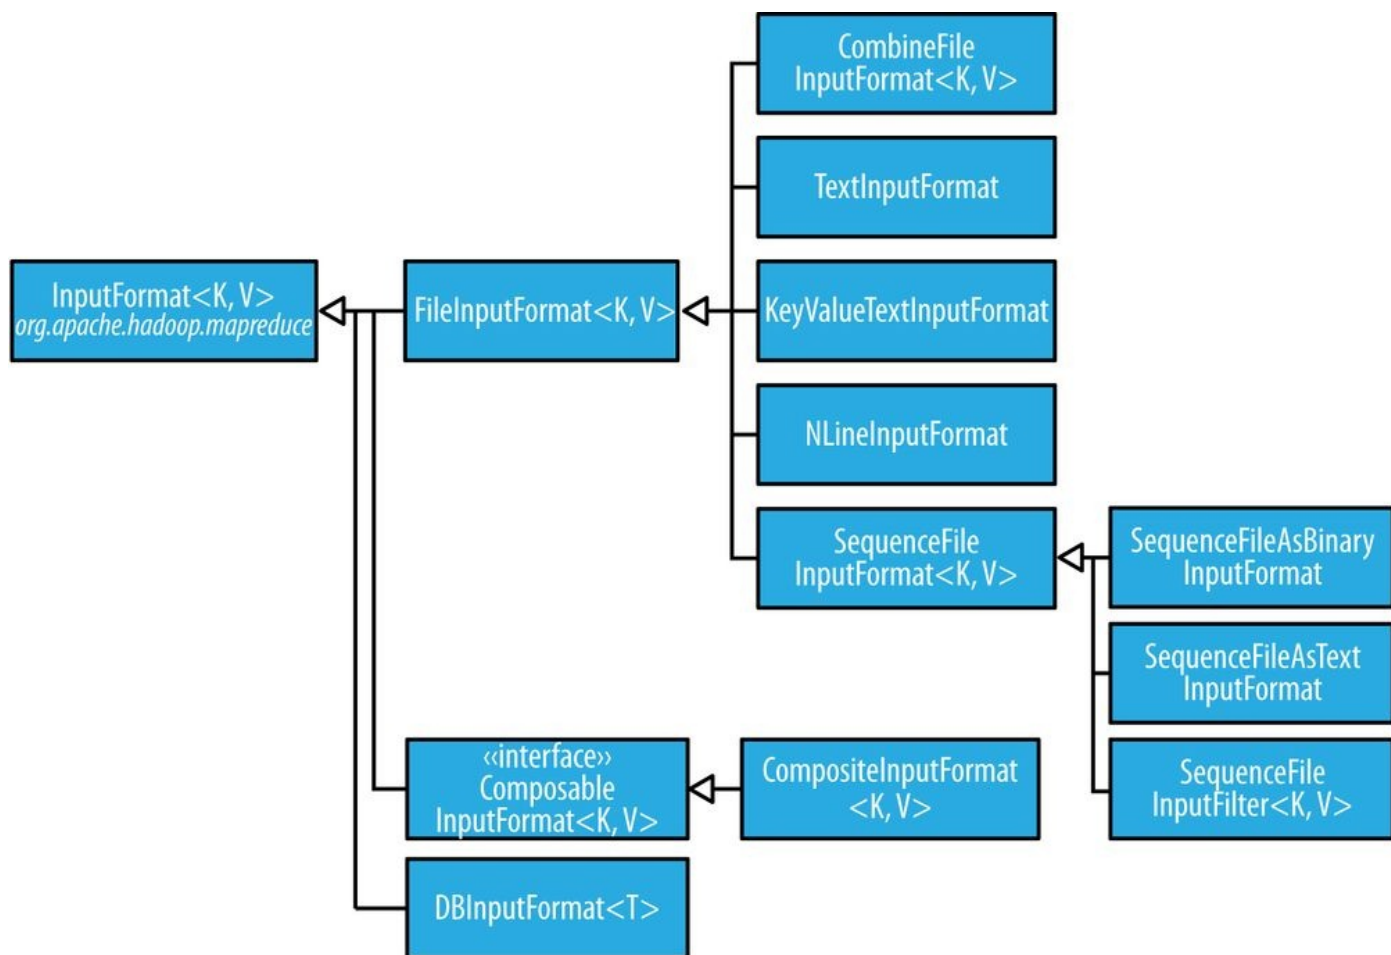 CombineFile
InputFormat<K, V>
TextInputFormat
InputFormat<K, V>
org.apache.hadoop.mapreduce
FileInputFormat<K, V>
KeyValueTextInputFormat
NLineInputFormat
SequenceFile
InputFormat<K, V>
SequenceFileAsBinary
InputFormat
SequenceFileAsText
InputFormat
«interface»
Composable
InputFormat<K, V>
CompositeInputFormat
<K, V>
SequenceFile
InputFilter<K, V>
DBInputFormat<T>